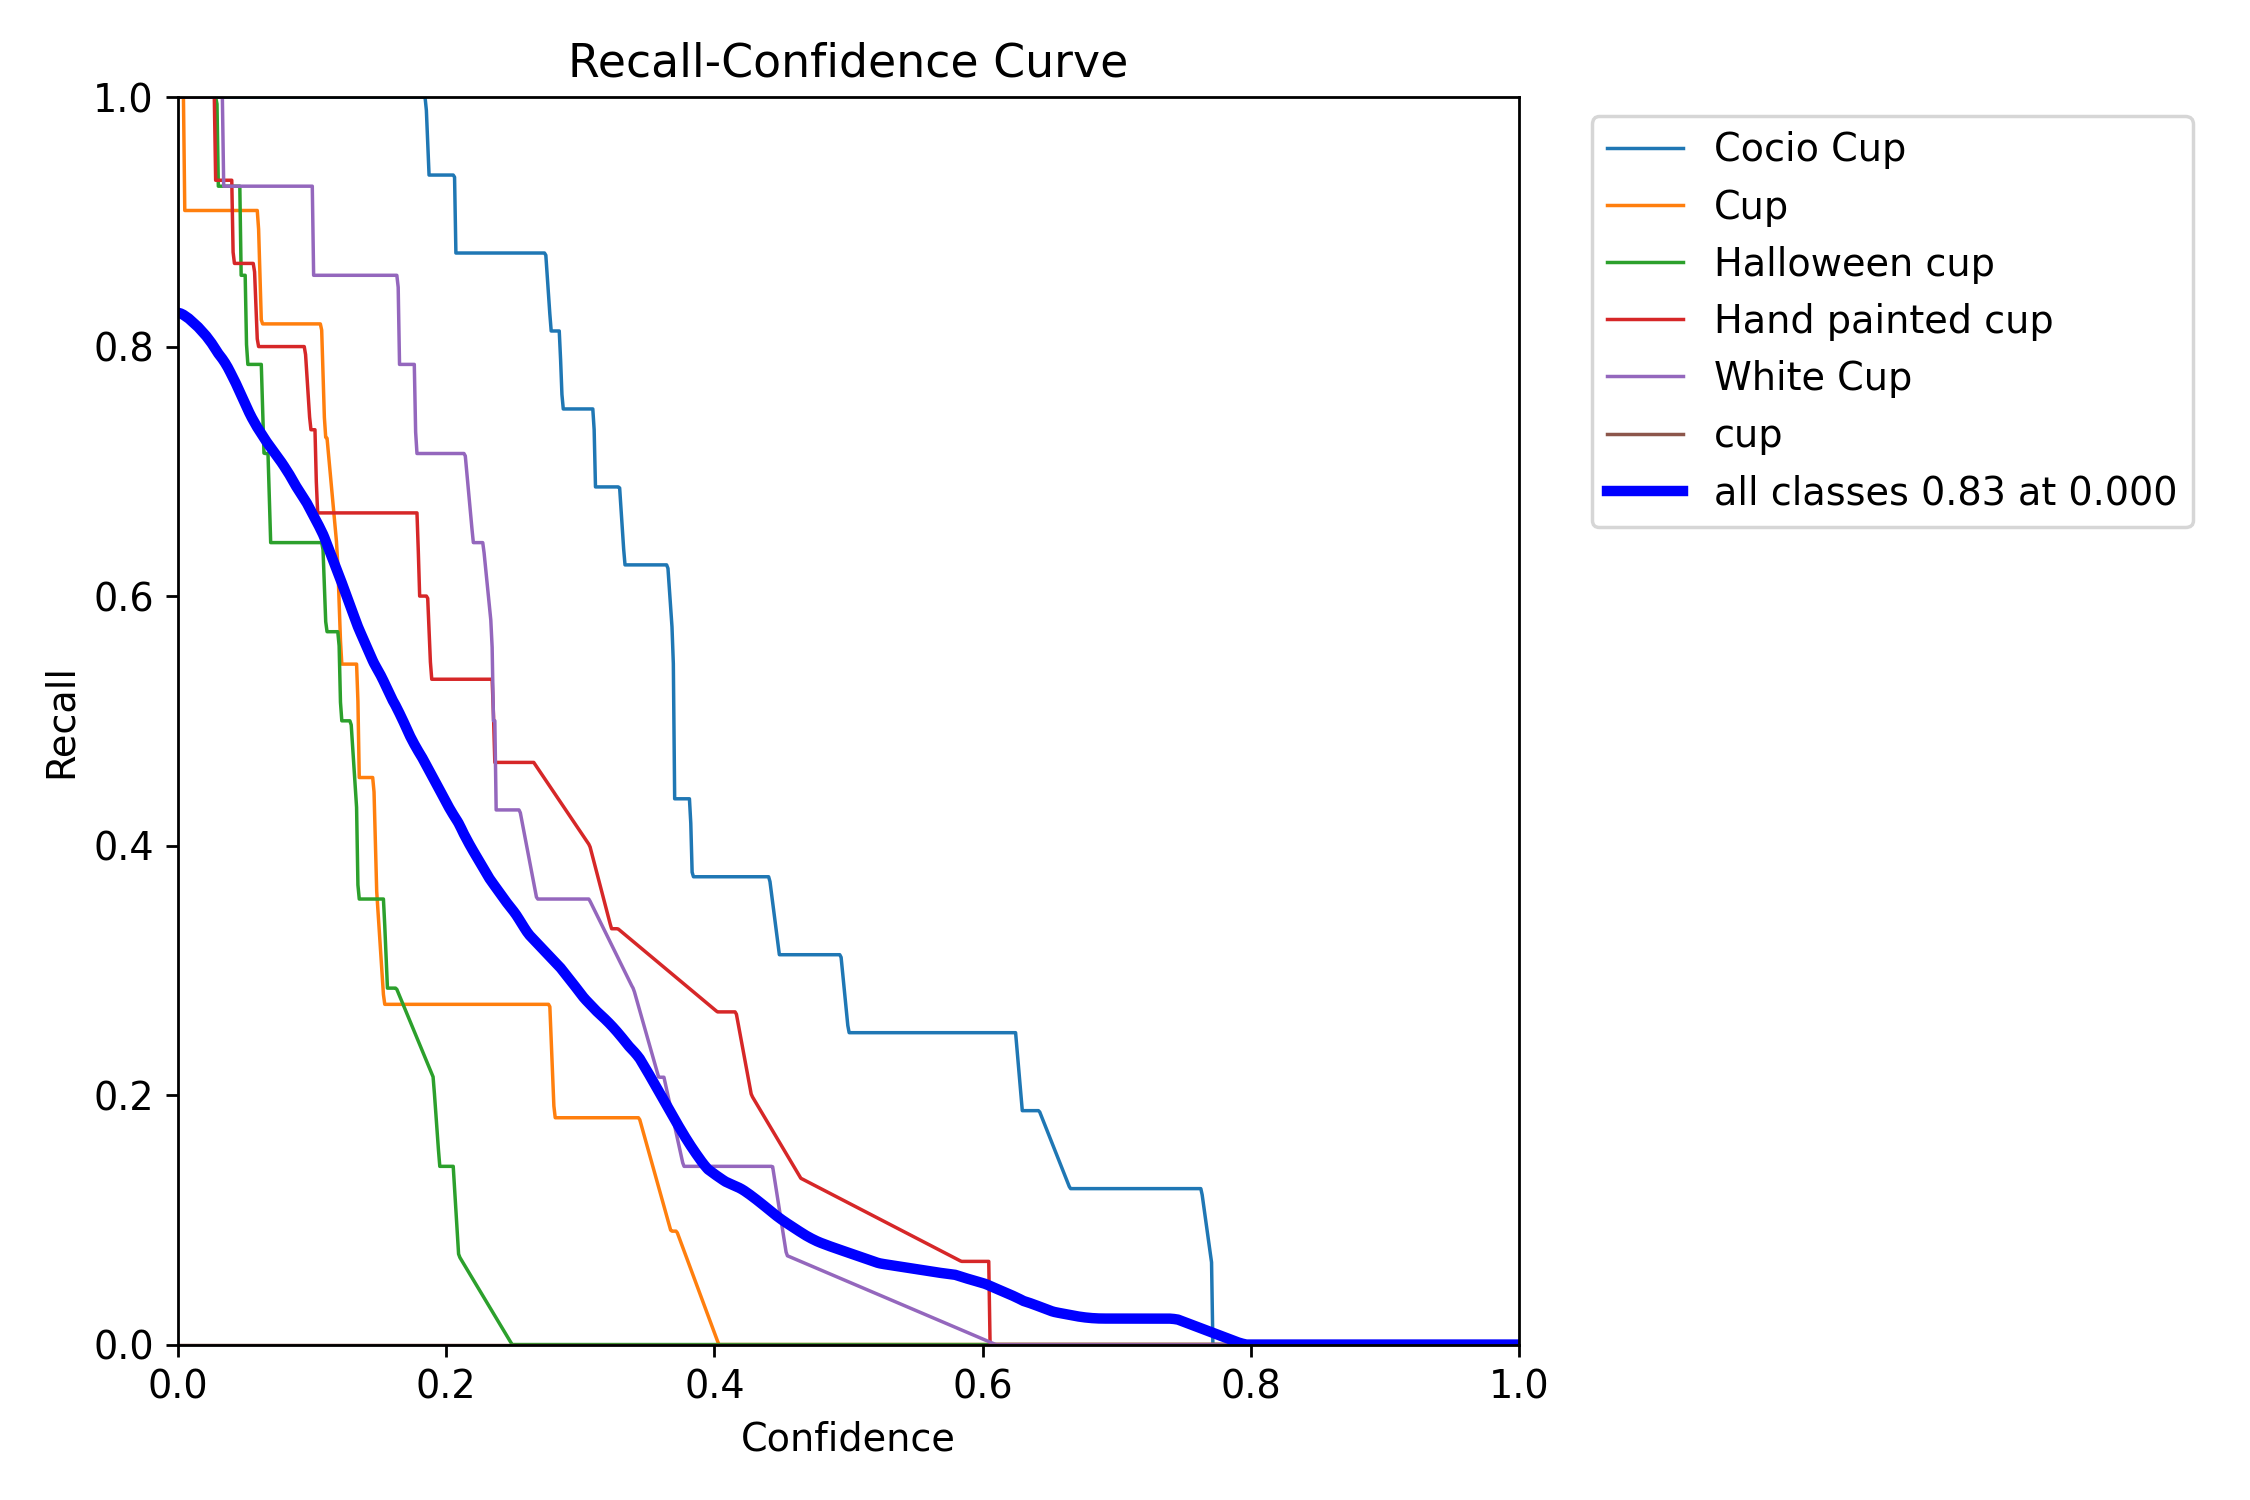 Recall-Confidence Curve
1.0
0.8
0.6
0.4
0.2
0.0
Recall
0.0 0.2 0.4 0.6 0.8 1.0
Confidence
Cocio Cup
Cup
Halloween cup
Hand painted cup
White Cup
cup
all classes 0.83 at 0.000